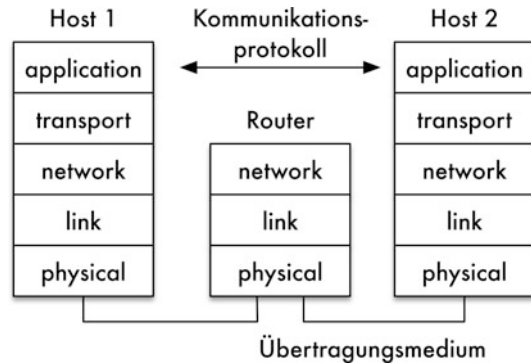 Host 1
Kommunikations-
protokoll
Host 2
application
transport
network
link
physical
Router
network
link
physical
application
transport
network
link
physical
Übertragungsmedium